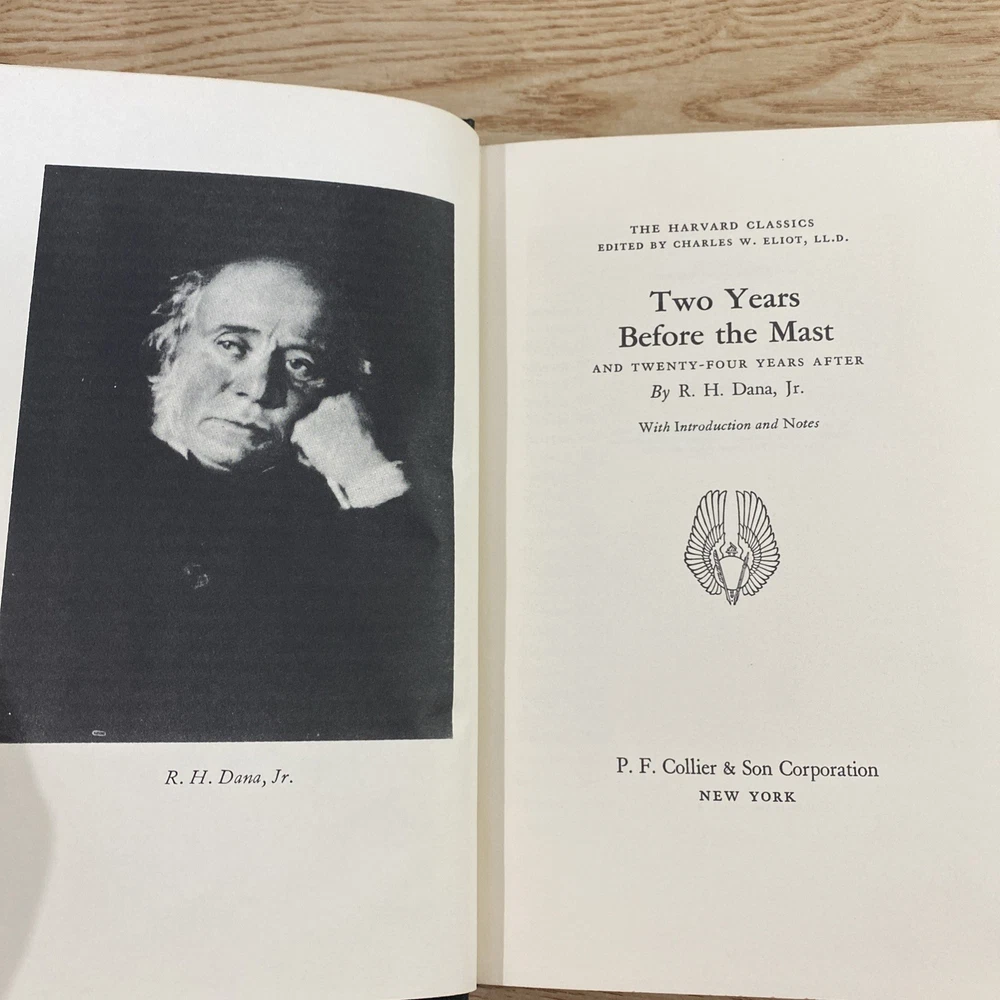 R. H. Dana, Jr.
THE HARVARD CLASSICS
EDITED BY CHARLES W. ELIOT, LL.D.
Two Years
Before the Mast
AND TWENTY-FOUR YEARS AFTER
By R. H. Dana, Jr.
With Introduction and Notes
P. F. Collier & Son Corporation
NEW YORK